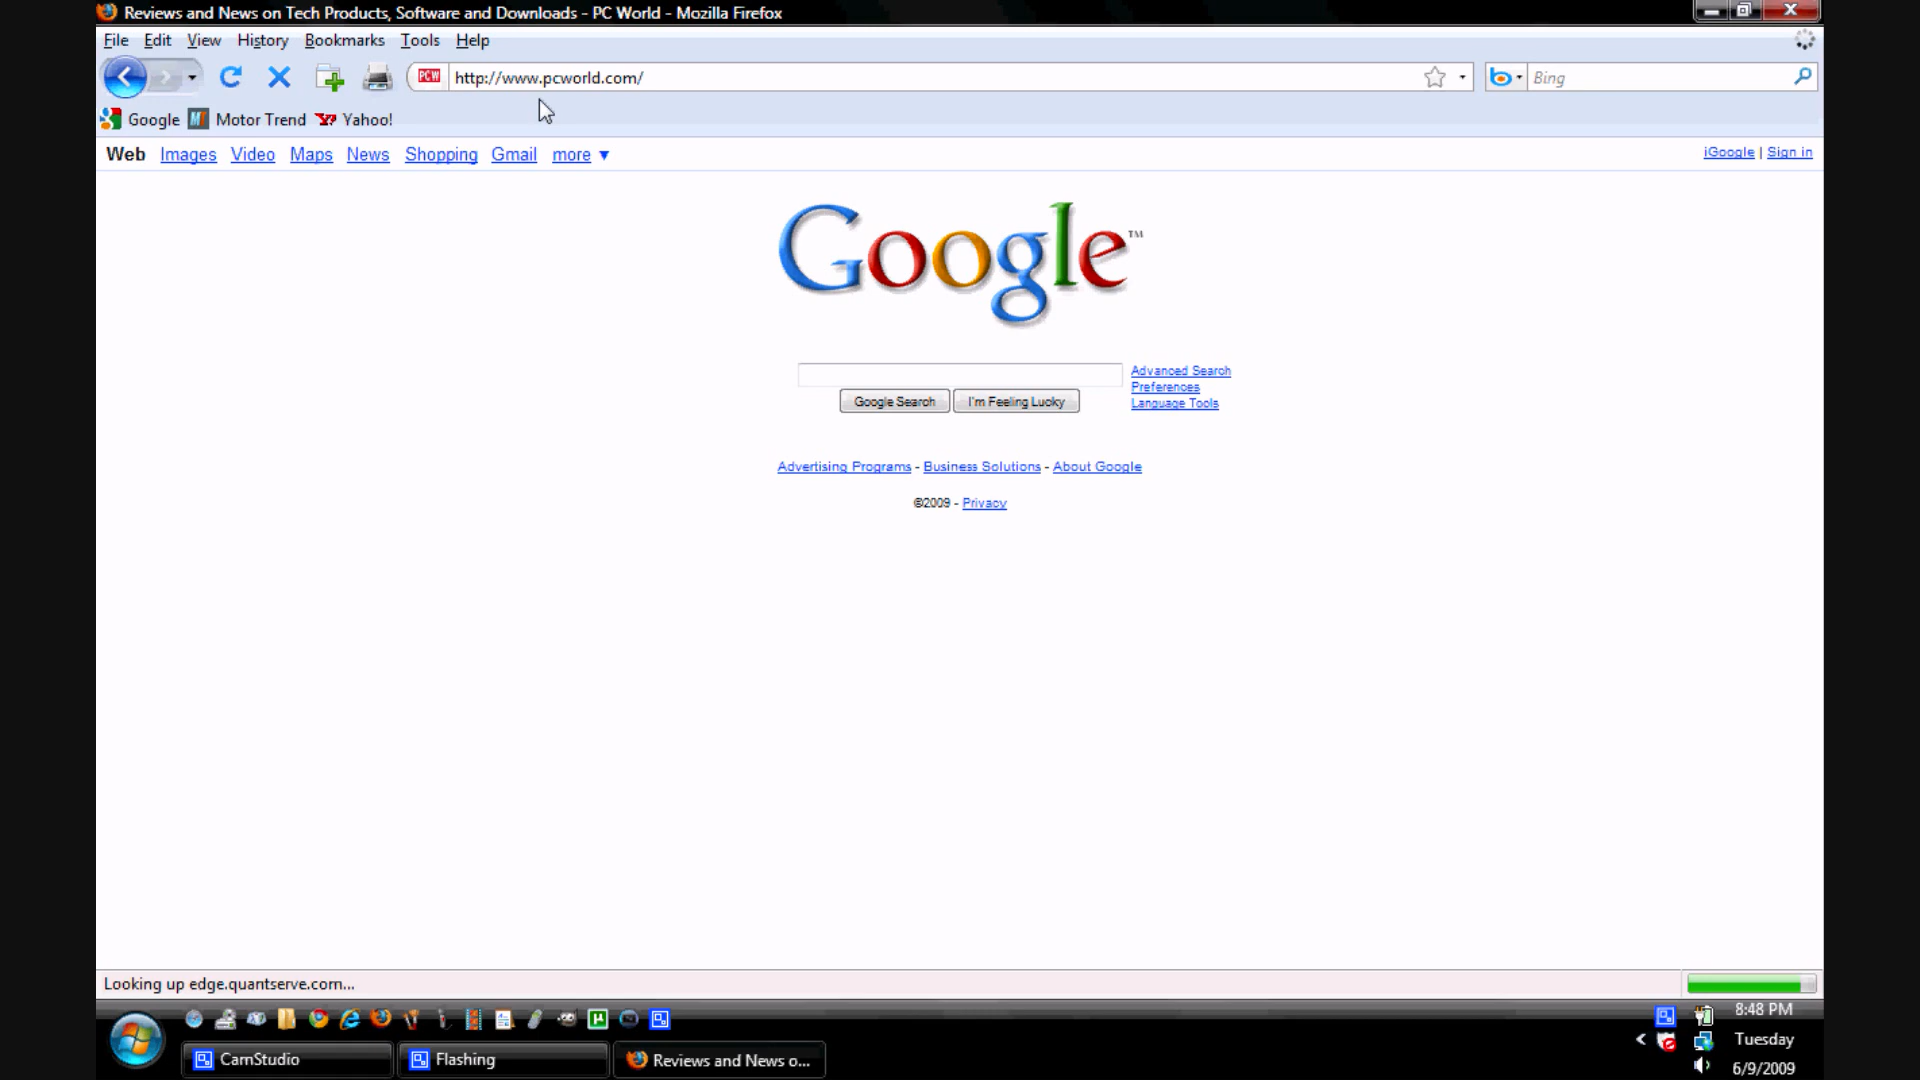 Reviews and News on Tech Products, Software and Downloads - PC World - Mozilla Firefox
File Edit View History Bookmarks Tools Help
PCW http://www.pcworld.com/ Bing
Google MT Motor Trend Y! Yahoo!
Web Images Video Maps News Shopping Gmail more ▼ iGoogle | Sign in
Google™
Advanced Search
Preferences
Google Search I'm Feeling Lucky Language Tools
Advertising Programs - Business Solutions - About Google
©2009 - Privacy
Looking up edge.quantserve.com...
8:48 PM
Tuesday
CamStudio Flashing Reviews and News o...
6/9/2009